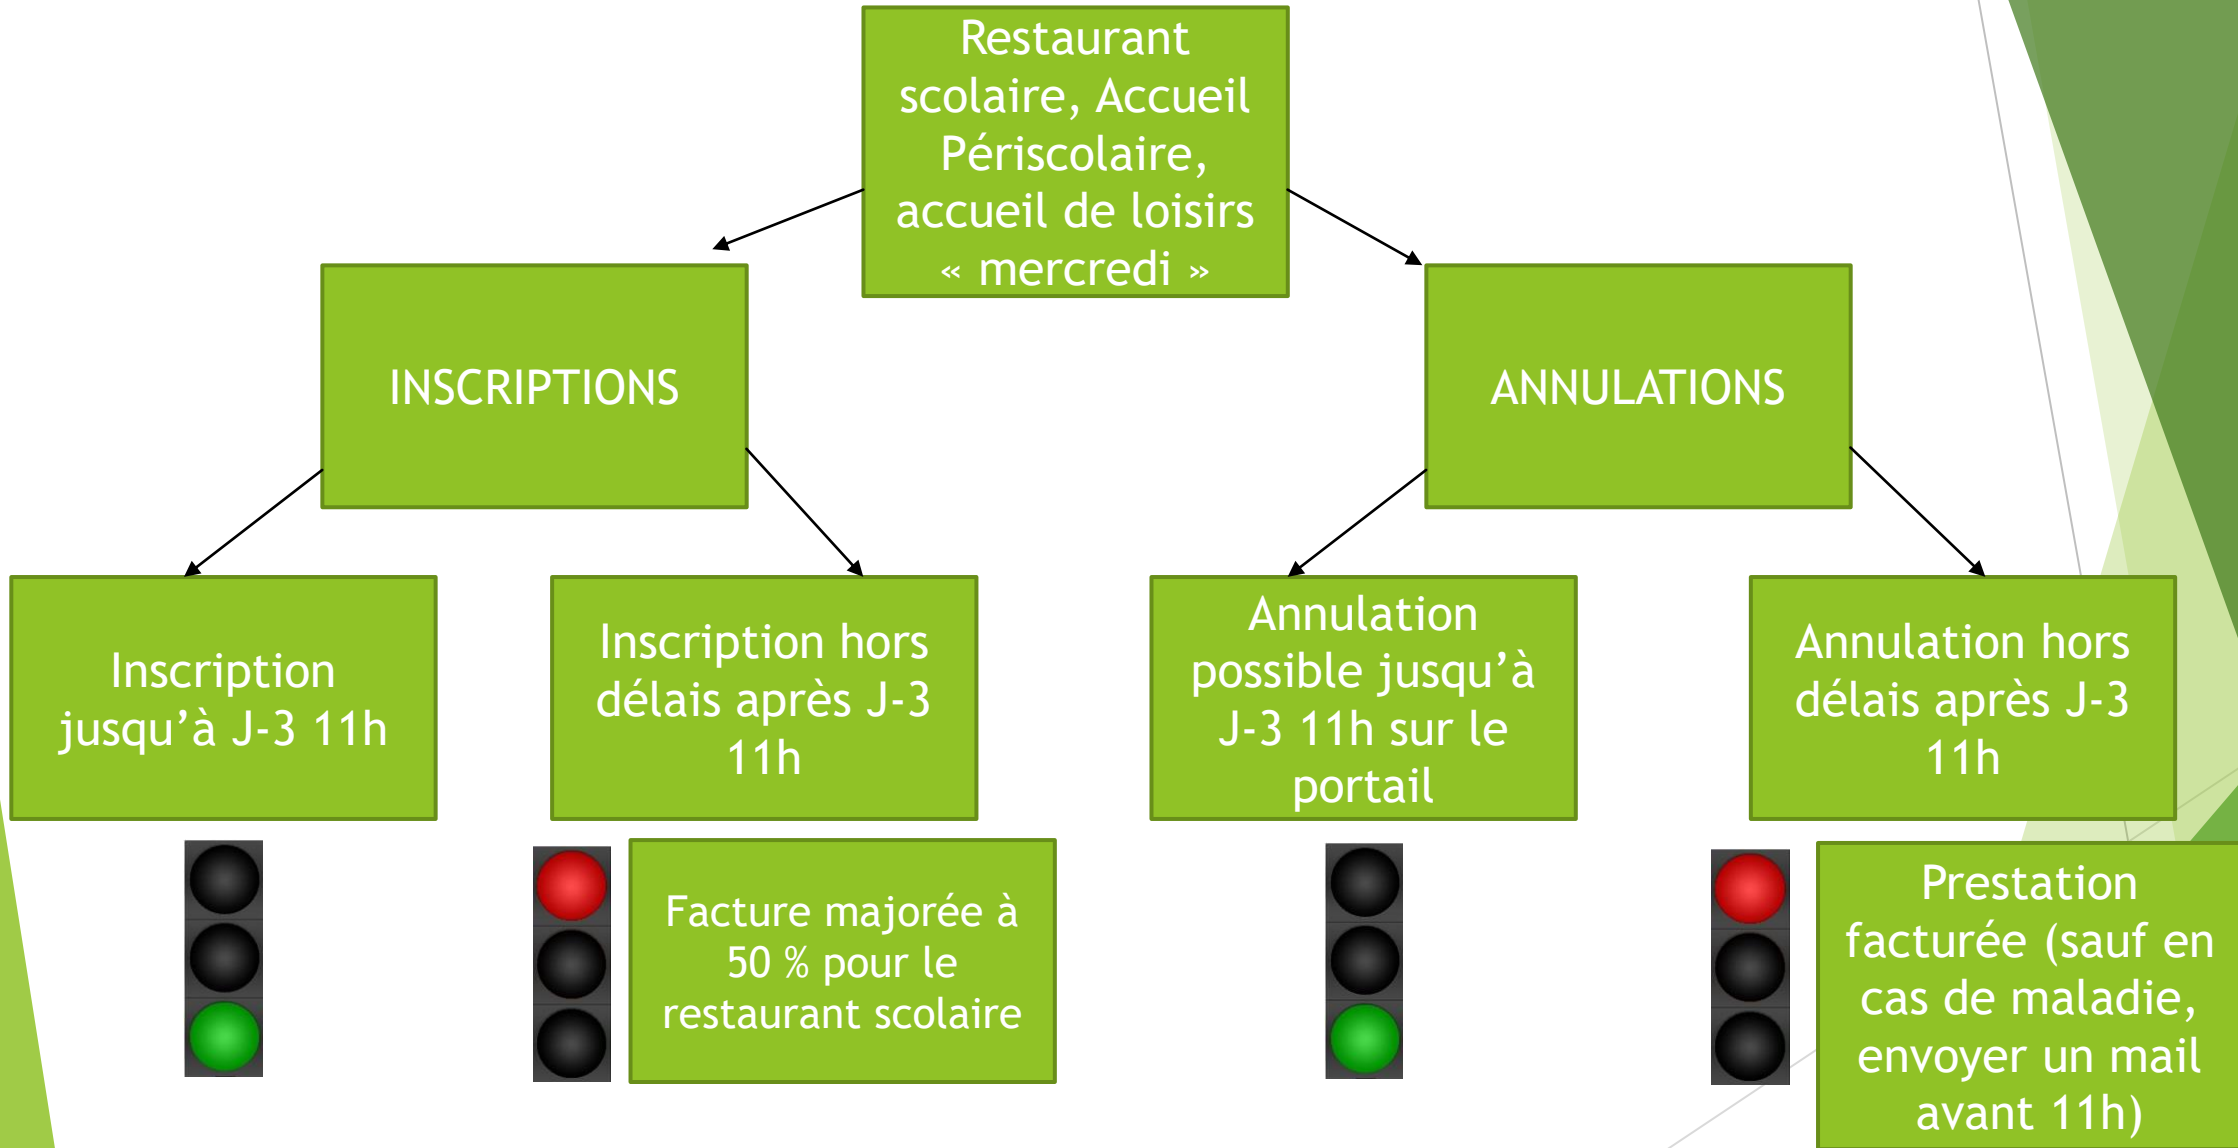 Restaurant
scolaire, Accueil
Périscolaire,
accueil de loisirs
« mercredi »
INSCRIPTIONS
ANNULATIONS
Inscription
jusqu’à J-3 11h
Inscription hors
délais après J-3
11h
Annulation
possible jusqu’à
J-3 11h sur le
portail
Annulation hors
délais après J-3
11h
Facture majorée à
50 % pour le
restaurant scolaire
Prestation
facturée (sauf en
cas de maladie,
envoyer un mail
avant 11h)